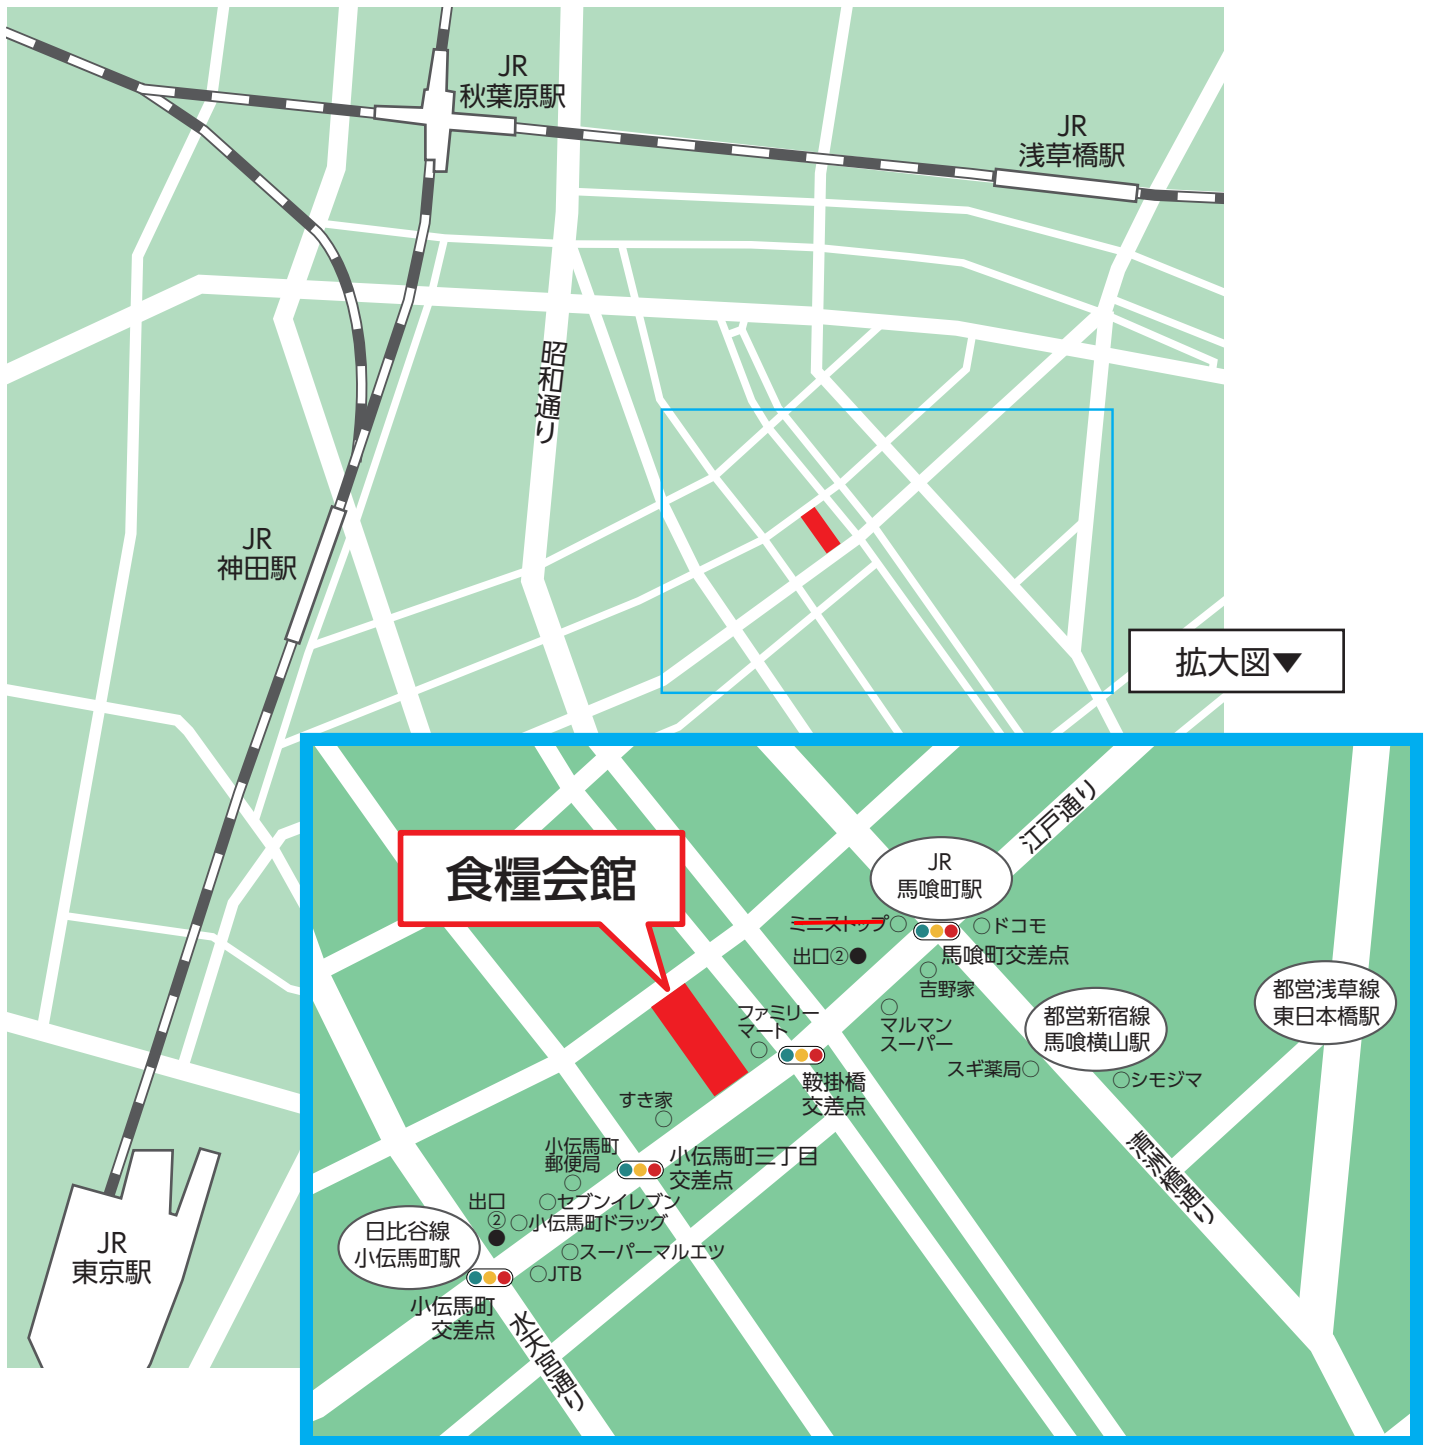 JR
秋葉原駅
JR
浅草橋駅
昭和通り
JR
神田駅
拡大図▼
江戸通り
食糧会館
JR
馬喰町駅
ミニストップ○
○ドコモ
出口②●
馬喰町交差点
○
吉野家
都営浅草線
東日本橋駅
ファミリー
マート
○
○
マルマン
スーパー
都営新宿線
馬喰横山駅
スギ薬局○
○シモジマ
鞍掛橋
交差点
すき家
○
清洲橋通り
小伝馬町
郵便局
○
小伝馬町三丁目
交差点
出口
②
●
○セブンイレブン
○小伝馬町ドラッグ
日比谷線
小伝馬町駅
○スーパーマルエツ
○JTB
小伝馬町
交差点
水天宮通り
JR
東京駅